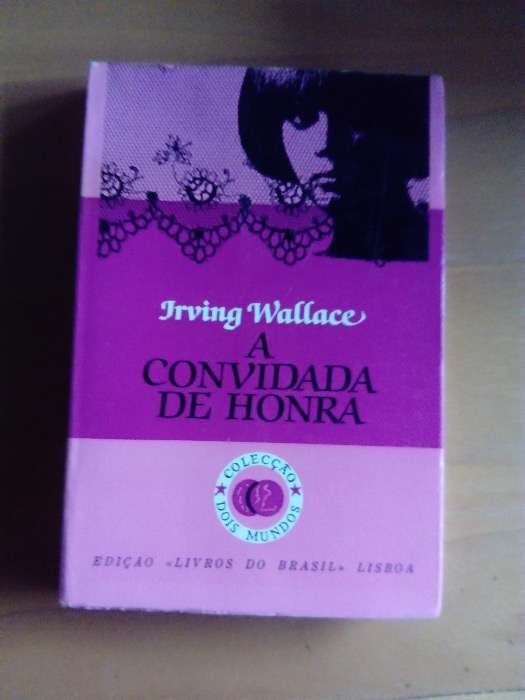 Irving Wallace
A
CONVIDADA
DE HONRA
COLECÇÃO
DOIS MUNDOS
EDIÇÃO «LIVROS DO BRASIL» LISBOA